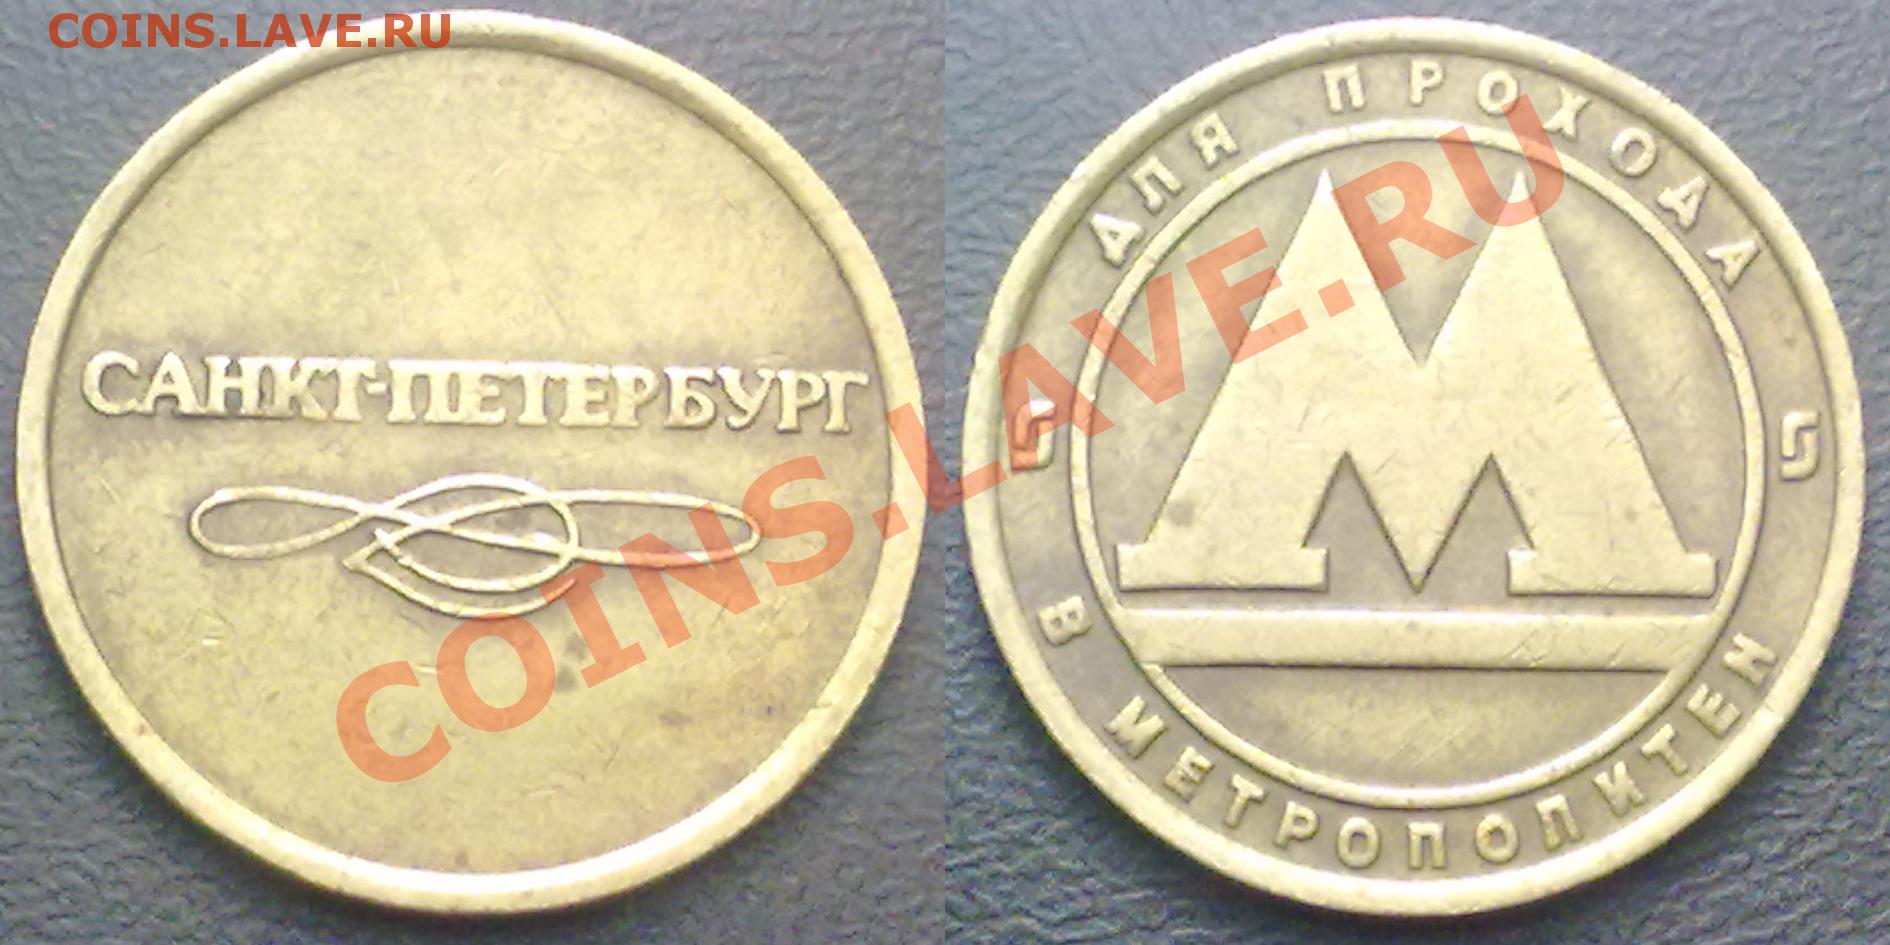 COINS.LAVE.RU
САНКТ-ПЕТЕРБУРГ
ДЛЯ ПРОХОДА
М
В МЕТРОПОЛИТЕН
COINS.LAVE.RU